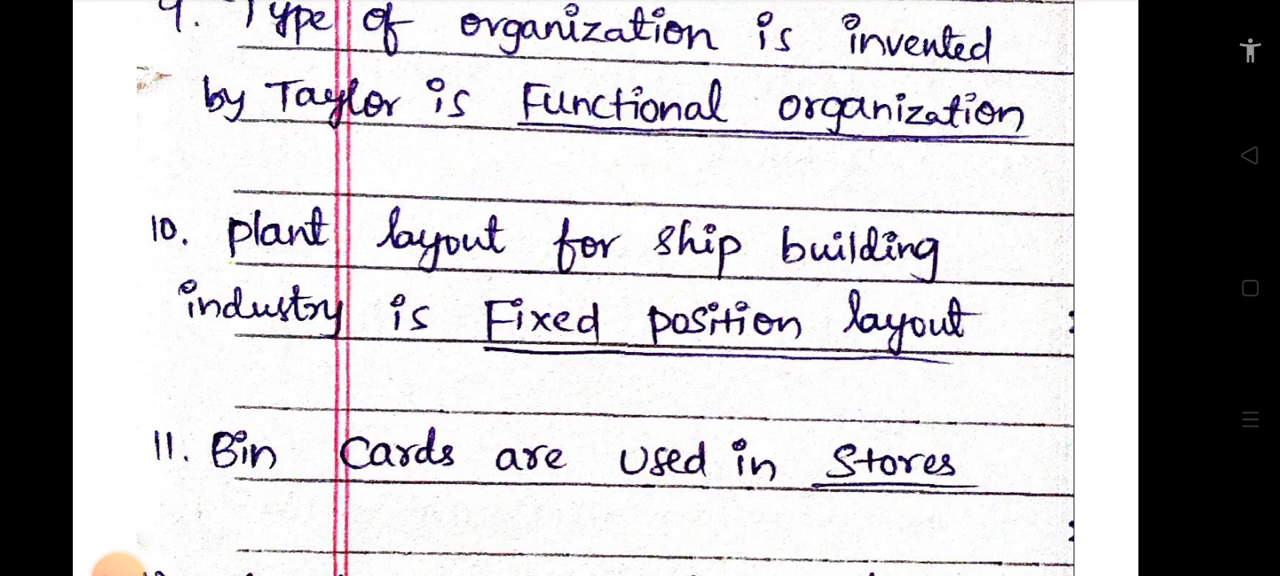 9. Type of organization is invented
by Taylor is Functional organization
10. plant layout for ship building
industry is Fixed position layout
11. Bin Cards are used in Stores